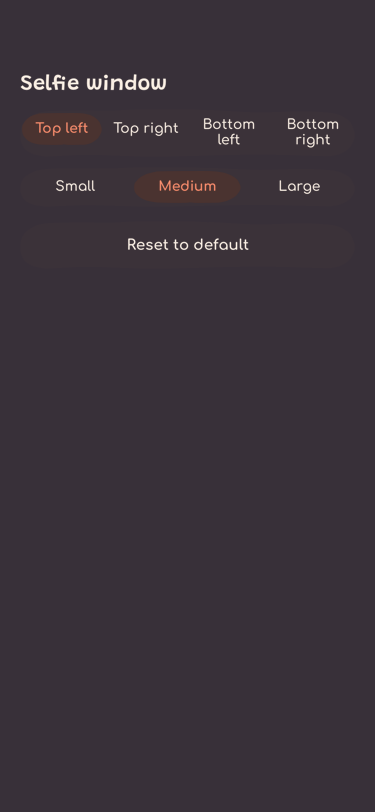 Selfie window
Top left
Top right
Bottom
left
Bottom
right
Small
Medium
Large
Reset to default